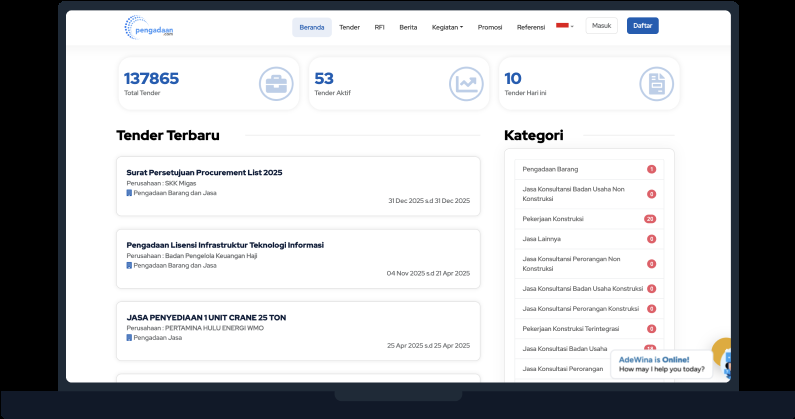 pengadaan
.com
Beranda
Tender
RFI
Berita
Kegiatan
Promosi
Referensi
Masuk
Daftar
137865
Total Tender
53
Tender Aktif
10
Tender Hari ini
Tender Terbaru
Surat Persetujuan Procurement List 2025
Perusahaan : SKK Migas
Pengadaan Barang dan Jasa
31 Dec 2025 s.d 31 Dec 2025
Pengadaan Lisensi Infrastruktur Teknologi Informasi
Perusahaan : Badan Pengelola Keuangan Haji
Pengadaan Barang dan Jasa
04 Nov 2025 s.d 21 Apr 2025
JASA PENYEDIAAN 1 UNIT CRANE 25 TON
Perusahaan : PERTAMINA HULU ENERGI WMO
Pengadaan Jasa
25 Apr 2025 s.d 25 Apr 2025
Kategori
Pengadaan Barang 1
Jasa Konsultansi Badan Usaha Non
Konstruksi 0
Pekerjaan Konstruksi 20
Jasa Lainnya 0
Jasa Konsultansi Perorangan Non
Konstruksi 0
Jasa Konsultansi Badan Usaha Konstruksi 0
Jasa Konsultansi Perorangan Konstruksi 0
Pekerjaan Konstruksi Terintegrasi 0
Jasa Konsultasi Badan Usaha
Jasa Konsultasi Perorangan
AdeWina is Online!
How may I help you today?